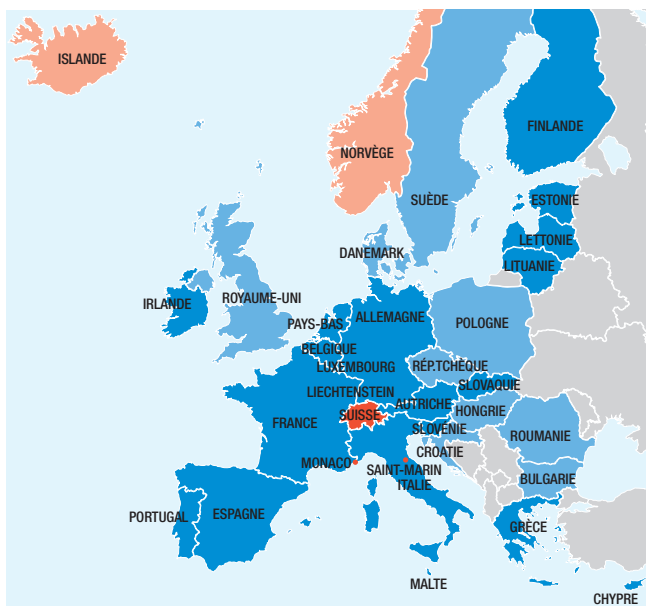 ISLANDE
FINLANDE
NORVÈGE
SUÈDE
ESTONIE
LETTONIE
LITUANIE
DANEMARK
ROYAUME-UNI
IRLANDE
PAYS-BAS
ALLEMAGNE
POLOGNE
BELGIQUE
LUXEMBOURG
RÉP.TCHÈQUE
SLOVAQUIE
LIECHTENSTEIN
AUTRICHE
SUISSE
HONGRIE
FRANCE
SLOVÉNIE
ROUMANIE
CROATIE
MONACO
SAINT-MARIN
ITALIE
BULGARIE
PORTUGAL
ESPAGNE
GRÈCE
MALTE
CHYPRE